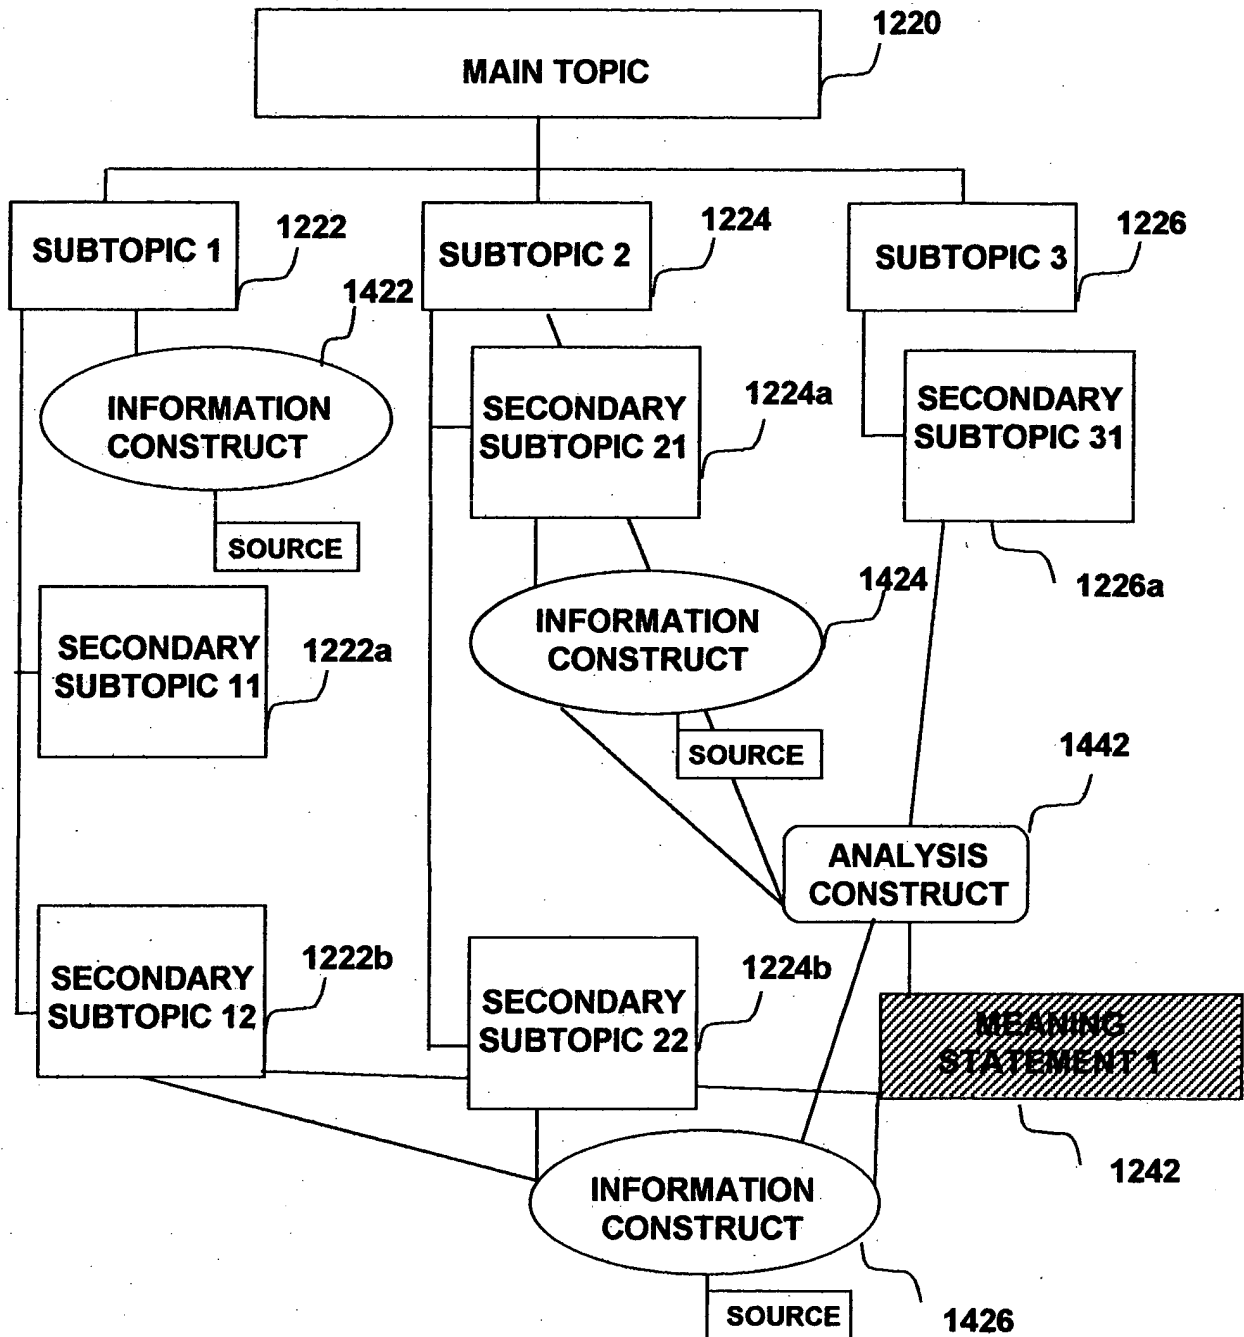 1220
MAIN TOPIC
SUBTOPIC 1
1222
SUBTOPIC 2
1224
SUBTOPIC 3
1226
1422
INFORMATION
CONSTRUCT
SOURCE
SECONDARY
SUBTOPIC 21
1224a
SECONDARY
SUBTOPIC 31
1226a
INFORMATION
CONSTRUCT
1424
SOURCE
SECONDARY
SUBTOPIC 11
1222a
1442
ANALYSIS
CONSTRUCT
SECONDARY
SUBTOPIC 12
1222b
SECONDARY
SUBTOPIC 22
1224b
MEANING
STATEMENT 1
1242
INFORMATION
CONSTRUCT
1426
SOURCE